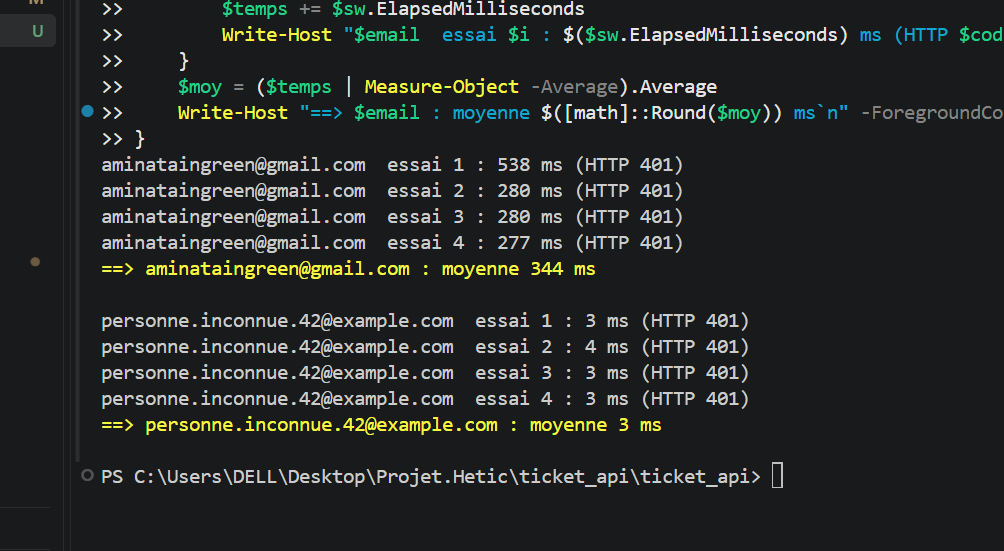 M
U
>>         $temps += $sw.ElapsedMilliseconds
>>         Write-Host "$email  essai $i : $($sw.ElapsedMilliseconds) ms (HTTP $cod
>>     }
>>     $moy = ($temps | Measure-Object -Average).Average
>>     Write-Host "==> $email : moyenne $([math]::Round($moy)) ms`n" -ForegroundCo
>> }
aminataingreen@gmail.com  essai 1 : 538 ms (HTTP 401)
aminataingreen@gmail.com  essai 2 : 280 ms (HTTP 401)
aminataingreen@gmail.com  essai 3 : 280 ms (HTTP 401)
aminataingreen@gmail.com  essai 4 : 277 ms (HTTP 401)
==> aminataingreen@gmail.com : moyenne 344 ms

personne.inconnue.42@example.com  essai 1 : 3 ms (HTTP 401)
personne.inconnue.42@example.com  essai 2 : 4 ms (HTTP 401)
personne.inconnue.42@example.com  essai 3 : 3 ms (HTTP 401)
personne.inconnue.42@example.com  essai 4 : 3 ms (HTTP 401)
==> personne.inconnue.42@example.com : moyenne 3 ms

PS C:\Users\DELL\Desktop\Projet.Hetic\ticket_api\ticket_api>